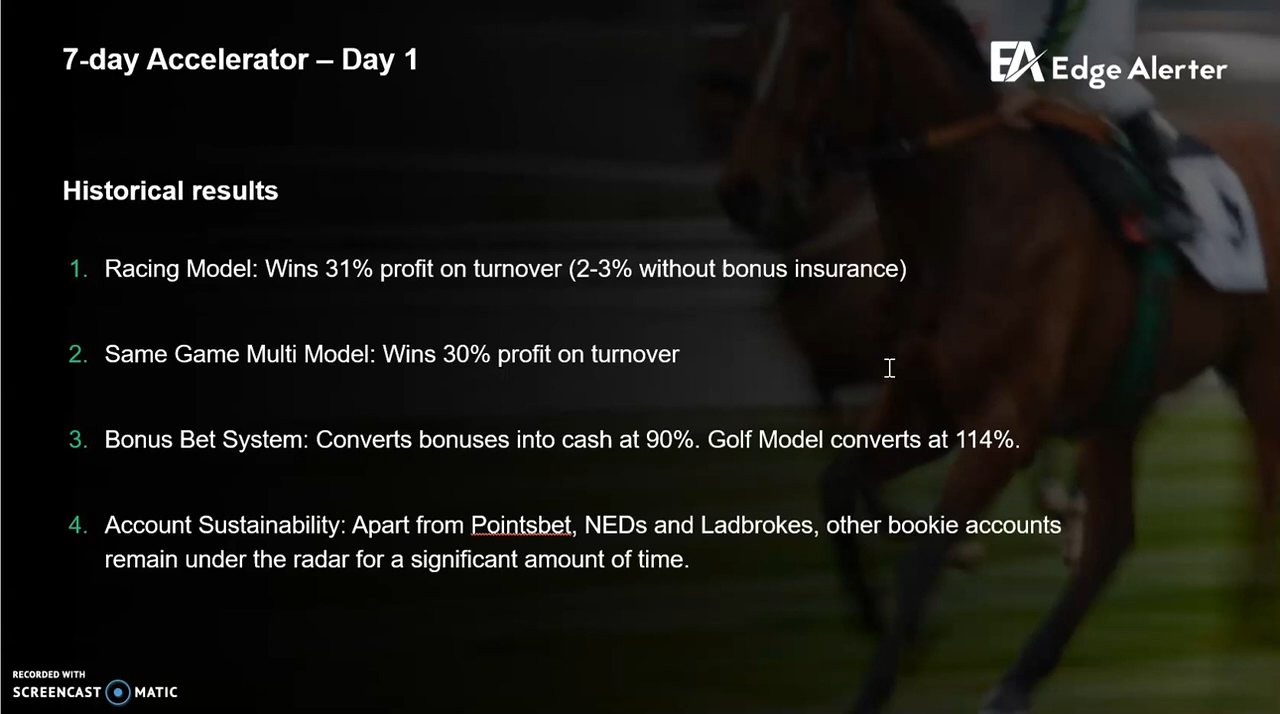 7-day Accelerator – Day 1
EA Edge Alerter
Historical results
1. Racing Model: Wins 31% profit on turnover (2-3% without bonus insurance)
2. Same Game Multi Model: Wins 30% profit on turnover
3. Bonus Bet System: Converts bonuses into cash at 90%. Golf Model converts at 114%.
4. Account Sustainability: Apart from Pointsbet, NEDs and Ladbrokes, other bookie accounts
remain under the radar for a significant amount of time.
RECORDED WITH
SCREENCAST MATIC